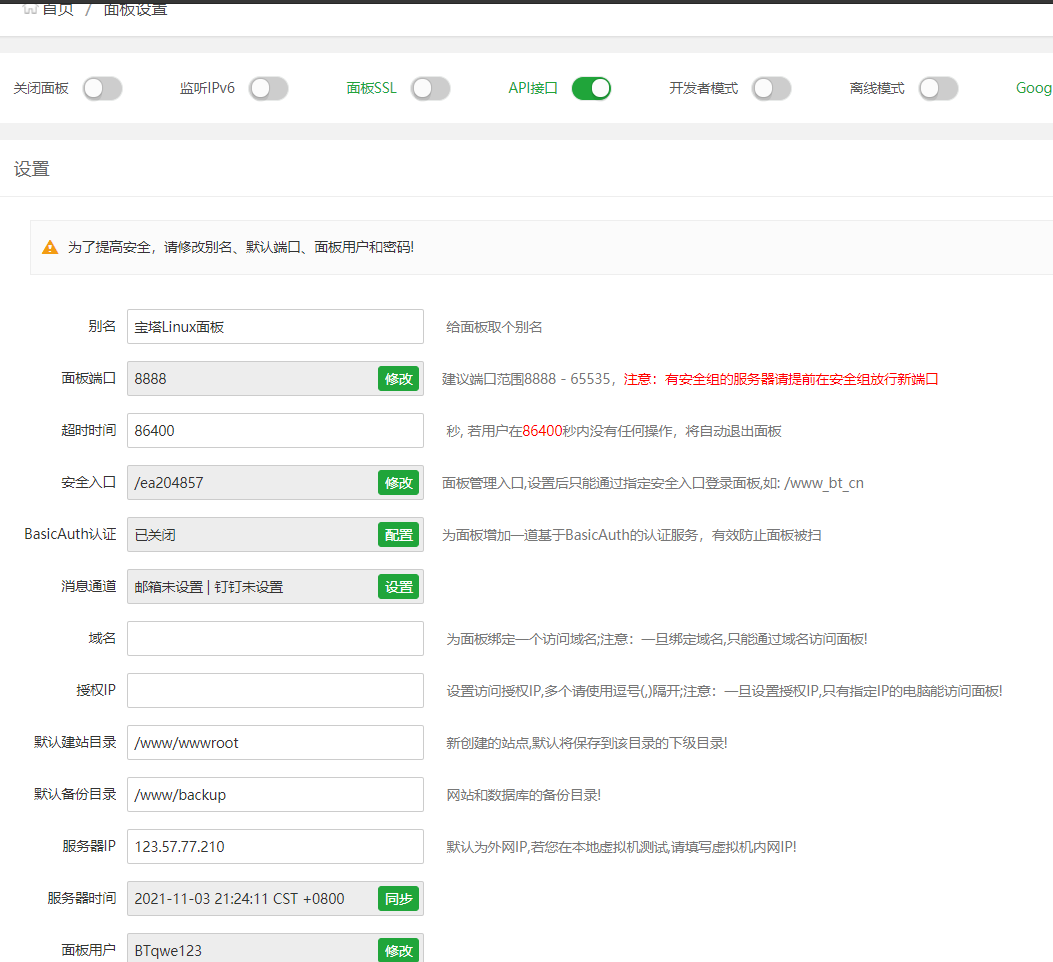 首页 / 面板设置
关闭面板 监听IPv6 面板SSL API接口 开发者模式 离线模式 Goog
设置
为了提高安全，请修改别名、默认端口、面板用户和密码!
别名 宝塔Linux面板 给面板取个别名
面板端口 8888 修改 建议端口范围8888 - 65535，注意：有安全组的服务器请提前在安全组放行新端口
超时时间 86400 秒, 若用户在86400秒内没有任何操作，将自动退出面板
安全入口 /ea204857 修改 面板管理入口,设置后只能通过指定安全入口登录面板,如: /www_bt_cn
BasicAuth认证 已关闭 配置 为面板增加一道基于BasicAuth的认证服务，有效防止面板被扫
消息通道 邮箱未设置 | 钉钉未设置 设置
域名 为面板绑定一个访问域名;注意：一旦绑定域名,只能通过域名访问面板!
授权IP 设置访问授权IP,多个请使用逗号(,)隔开;注意：一旦设置授权IP,只有指定IP的电脑能访问面板!
默认建站目录 /www/wwwroot 新创建的站点,默认将保存到该目录的下级目录!
默认备份目录 /www/backup 网站和数据库的备份目录!
服务器IP 123.57.77.210 默认为外网IP,若您在本地虚拟机测试,请填写虚拟机内网IP!
服务器时间 2021-11-03 21:24:11 CST +0800 同步
面板用户 BTqwe123 修改